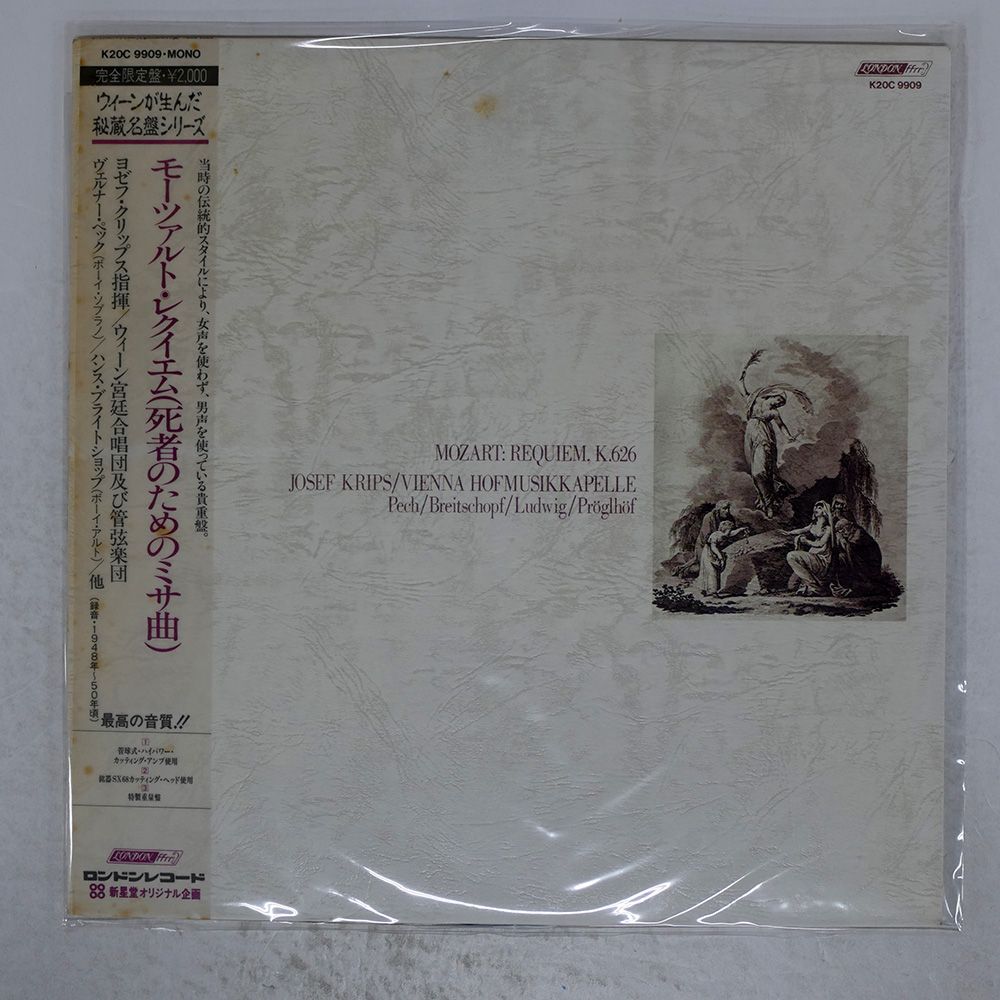 K20C 9909・MONO
完全限定盤・¥2,000
ウィーンが生んだ
秘蔵名盤シリーズ
当時の伝統的スタイルにより、女声を使わず、男声を使っている貴重盤。
モーツァルト・レクイエム(死者のためのミサ曲)
ヨゼフ・クリップス指揮/ウィーン宮廷合唱団及び管弦楽団
ヴェルナー・ペック(ボーイ・ソプラノ)/ハンス・ブライトショップ(ボーイ・アルト)/他(録音・1948年〜50年頃)
最高の音質!!
1
管球式・ハイパワー・
カッティング・アンプ使用
2
銘器SX68カッティング・ヘッド使用
3
特製重量盤
LONDON ffrr
ロンドンレコード
新星堂オリジナル企画
LONDON ffrr
K20C 9909
MOZART: REQUIEM, K.626
JOSEF KRIPS/VIENNA HOFMUSIKKAPELLE
Pech/Breitschopf/Ludwig/Pröglhöf